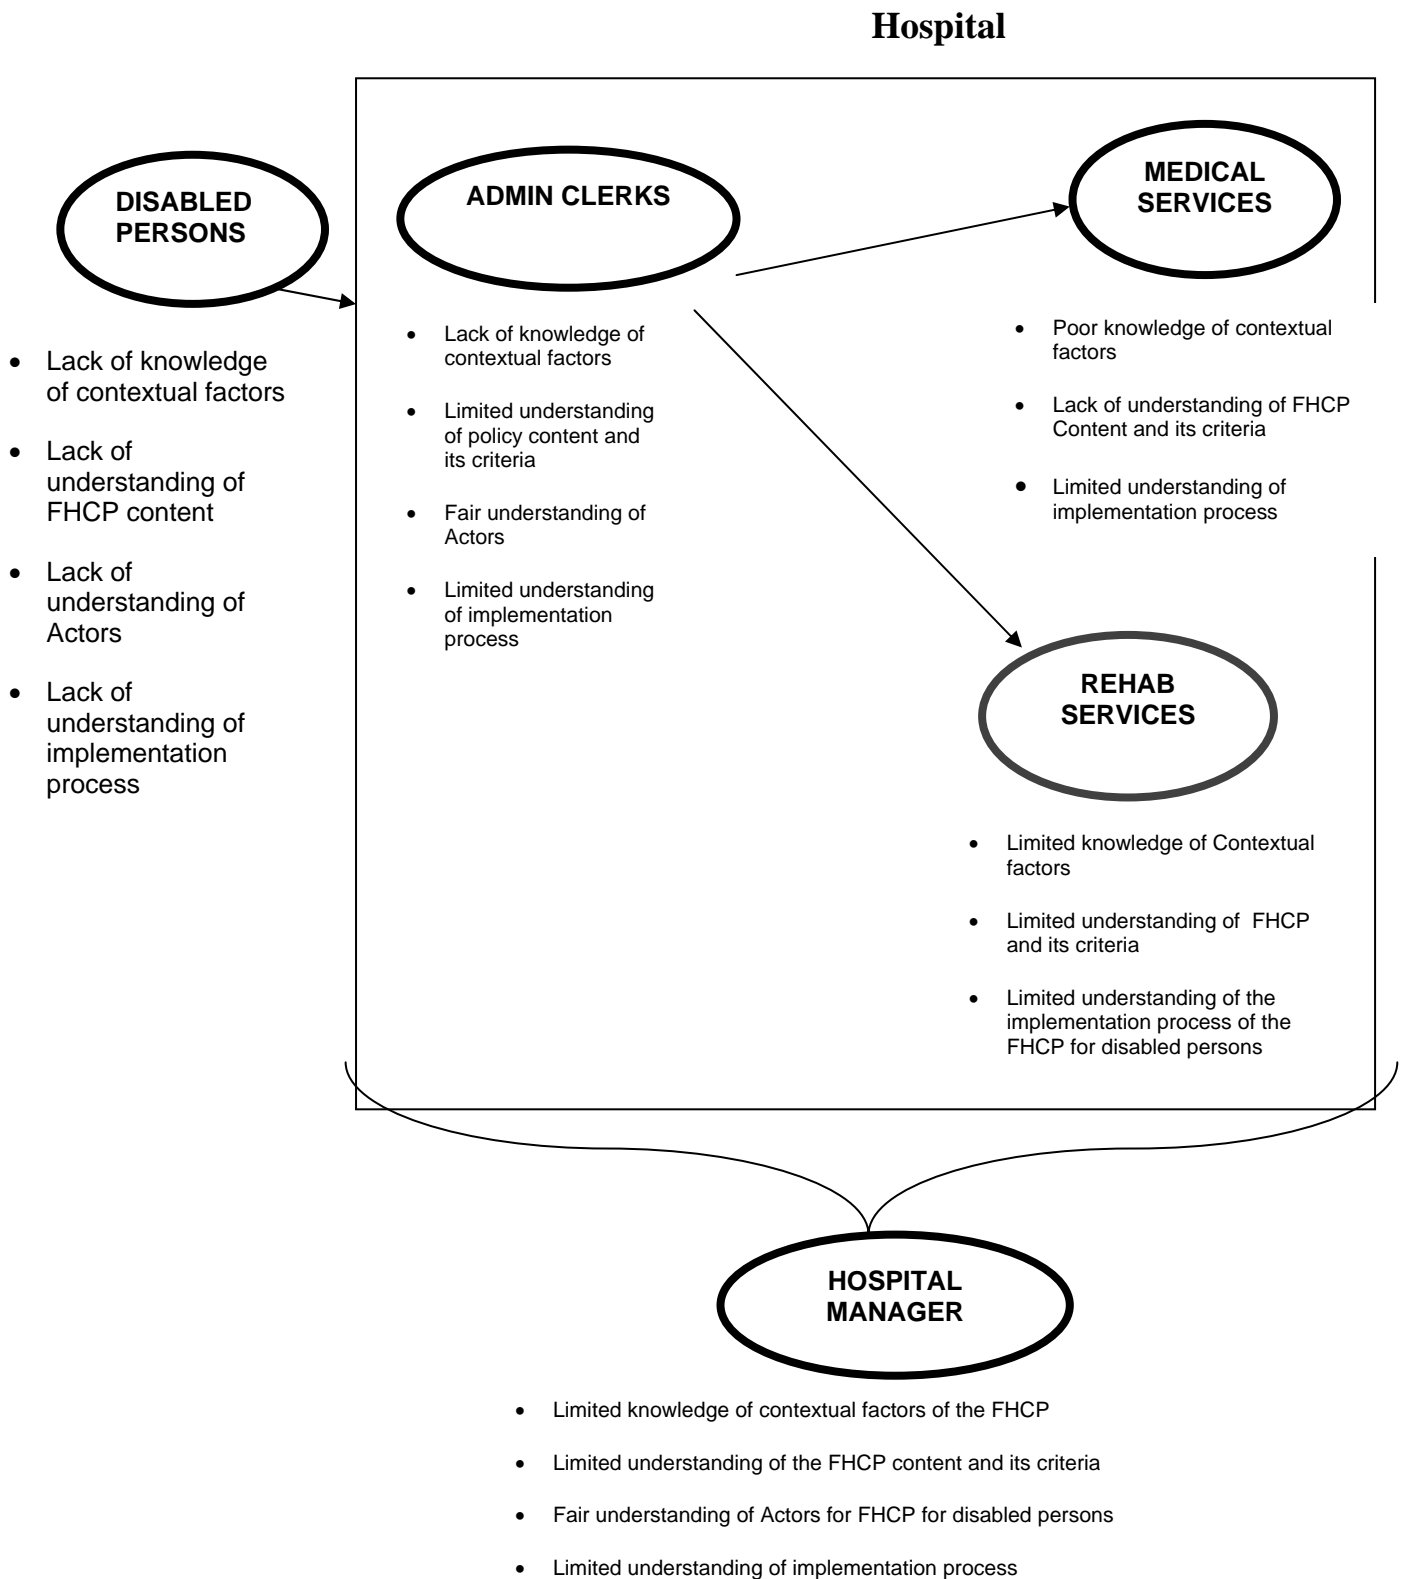 Hospital
DISABLED
PERSONS
• Lack of knowledge
of contextual factors
• Lack of
understanding of
FHCP content
• Lack of
understanding of
Actors
• Lack of
understanding of
implementation
process
ADMIN CLERKS
• Lack of knowledge of
contextual factors
• Limited understanding
of policy content and
its criteria
• Fair understanding of
Actors
• Limited understanding
of implementation
process
MEDICAL
SERVICES
• Poor knowledge of contextual
factors
• Lack of understanding of FHCP
Content and its criteria
• Limited understanding of
implementation process
REHAB
SERVICES
• Limited knowledge of Contextual
factors
• Limited understanding of  FHCP
and its criteria
• Limited understanding of the
implementation process of the
FHCP for disabled persons
HOSPITAL
MANAGER
• Limited knowledge of contextual factors of the FHCP
• Limited understanding of the FHCP content and its criteria
• Fair understanding of Actors for FHCP for disabled persons
• Limited understanding of implementation process